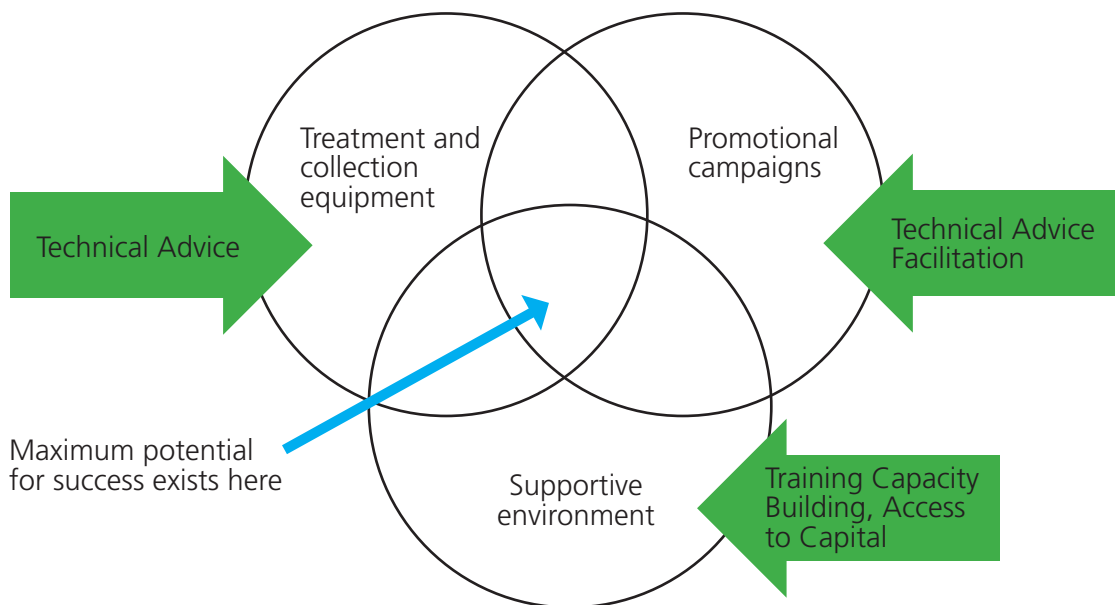 Treatment and
collection
equipment
Promotional
campaigns
Technical Advice
Technical Advice
Facilitation
Maximum potential
for success exists here
Supportive
environment
Training Capacity
Building, Access
to Capital